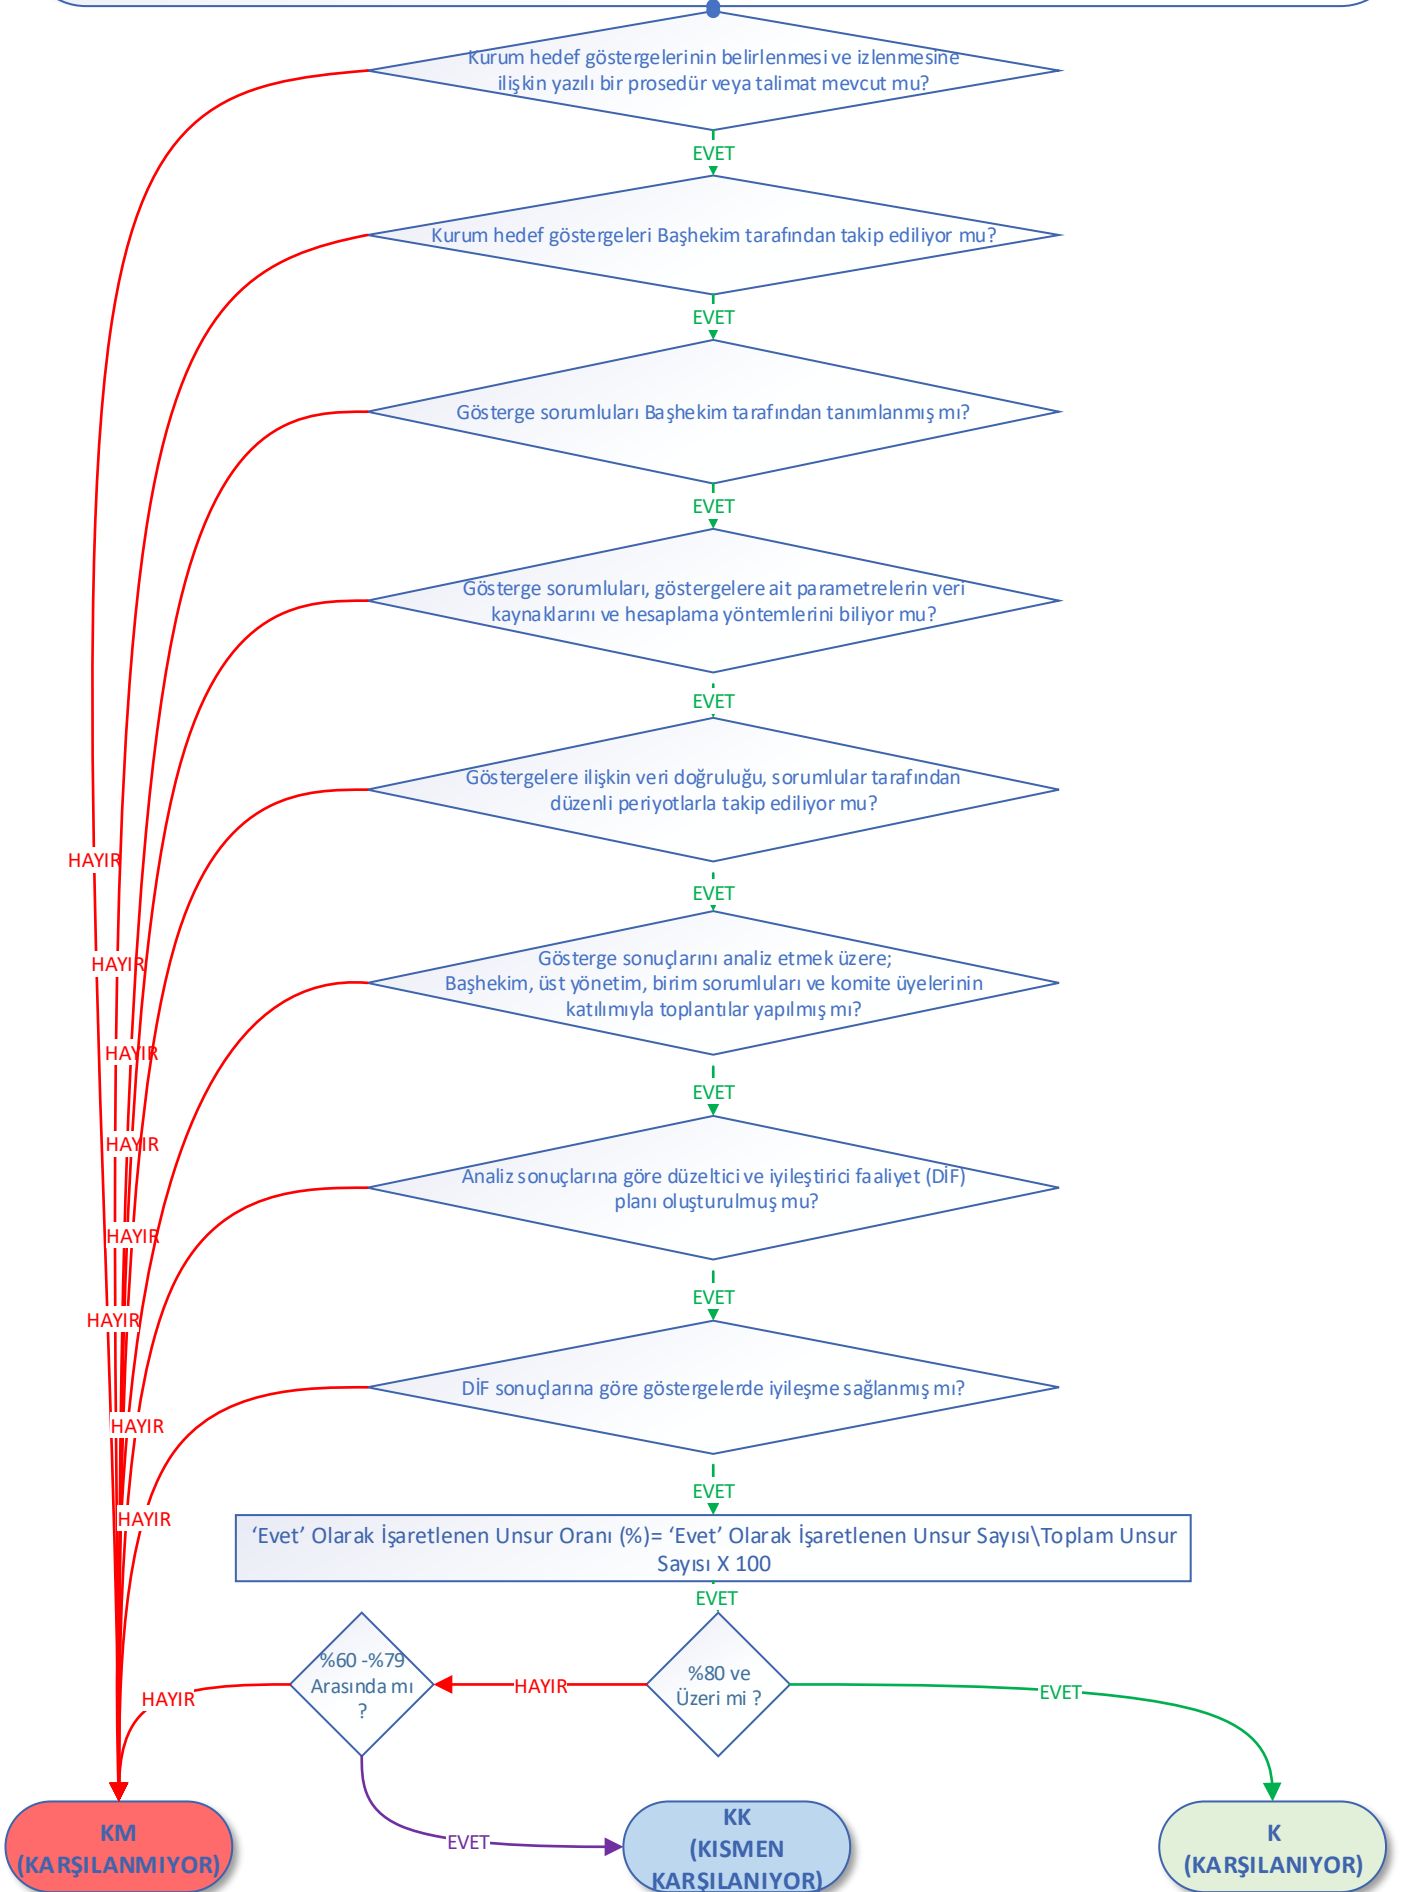 Kurum hedef göstergelerinin belirlenmesi ve izlenmesine
ilişkin yazılı bir prosedür veya talimat mevcut mu?
EVET
Kurum hedef göstergeleri Başhekim tarafından takip ediliyor mu?
EVET
Gösterge sorumluları Başhekim tarafından tanımlanmış mı?
EVET
Gösterge sorumluları, göstergelere ait parametrelerin veri
kaynaklarını ve hesaplama yöntemlerini biliyor mu?
EVET
Göstergelere ilişkin veri doğruluğu, sorumlular tarafından
düzenli periyotlarla takip ediliyor mu?
HAYIR
EVET
Gösterge sonuçlarını analiz etmek üzere;
HAYIR
Başhekim, üst yönetim, birim sorumluları ve komite üyelerinin
katılımıyla toplantılar yapılmış mı?
HAYIR
EVET
HAYIR
Analiz sonuçlarına göre düzeltici ve iyileştirici faaliyet (DİF)
planı oluşturulmuş mu?
HAYIR
EVET
HAYIR
DİF sonuçlarına göre göstergelerde iyileşme sağlanmış mı?
HAYIR
EVET
HAYIR
‘Evet’ Olarak İşaretlenen Unsur Oranı (%)= ‘Evet’ Olarak İşaretlenen Unsur Sayısı\Toplam Unsur
Sayısı X 100
EVET
%60 -%79
Arasında mı
?
%80 ve
Üzeri mi ?
HAYIR
HAYIR
EVET
EVET
KM
(KARŞILANMIYOR)
KK
(KISMEN
KARŞILANIYOR)
K
(KARŞILANIYOR)